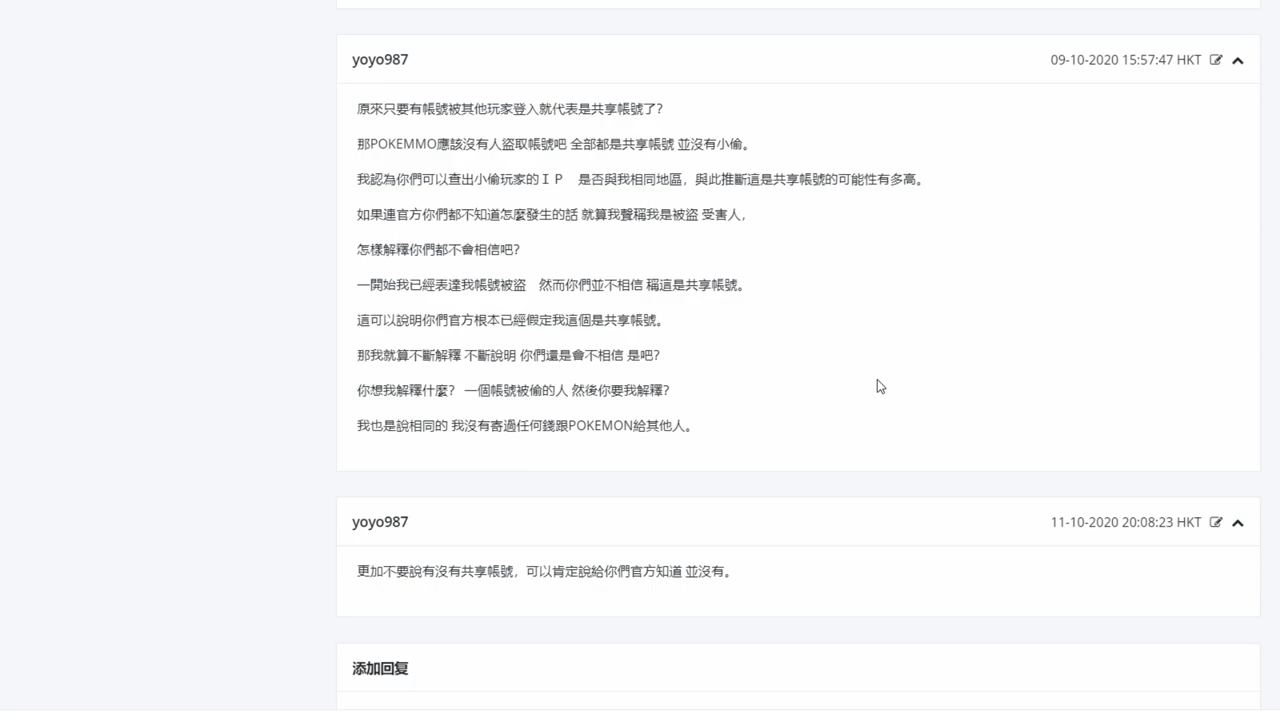 yoyo987
09-10-2020 15:57:47 HKT
原來只要有帳號被其他玩家登入就代表是共享帳號了?
那POKEMMO應該沒有人盜取帳號吧 全部都是共享帳號 並沒有小偷。
我認為你們可以查出小偷玩家的ＩＰ　是否與我相同地區，與此推斷這是共享帳號的可能性有多高。
如果連官方你們都不知道怎麼發生的話 就算我聲稱我是被盜 受害人，
怎樣解釋你們都不會相信吧?
一開始我已經表達我帳號被盜　然而你們並不相信 稱這是共享帳號。
這可以說明你們官方根本已經假定我這個是共享帳號。
那我就算不斷解釋 不斷說明 你們還是會不相信 是吧?
你想我解釋什麼?  一個帳號被偷的人 然後你要我解釋?
我也是說相同的 我沒有寄過任何錢跟POKEMON給其他人。
yoyo987
11-10-2020 20:08:23 HKT
更加不要說有沒有共享帳號，可以肯定說給你們官方知道 並沒有。
添加回复